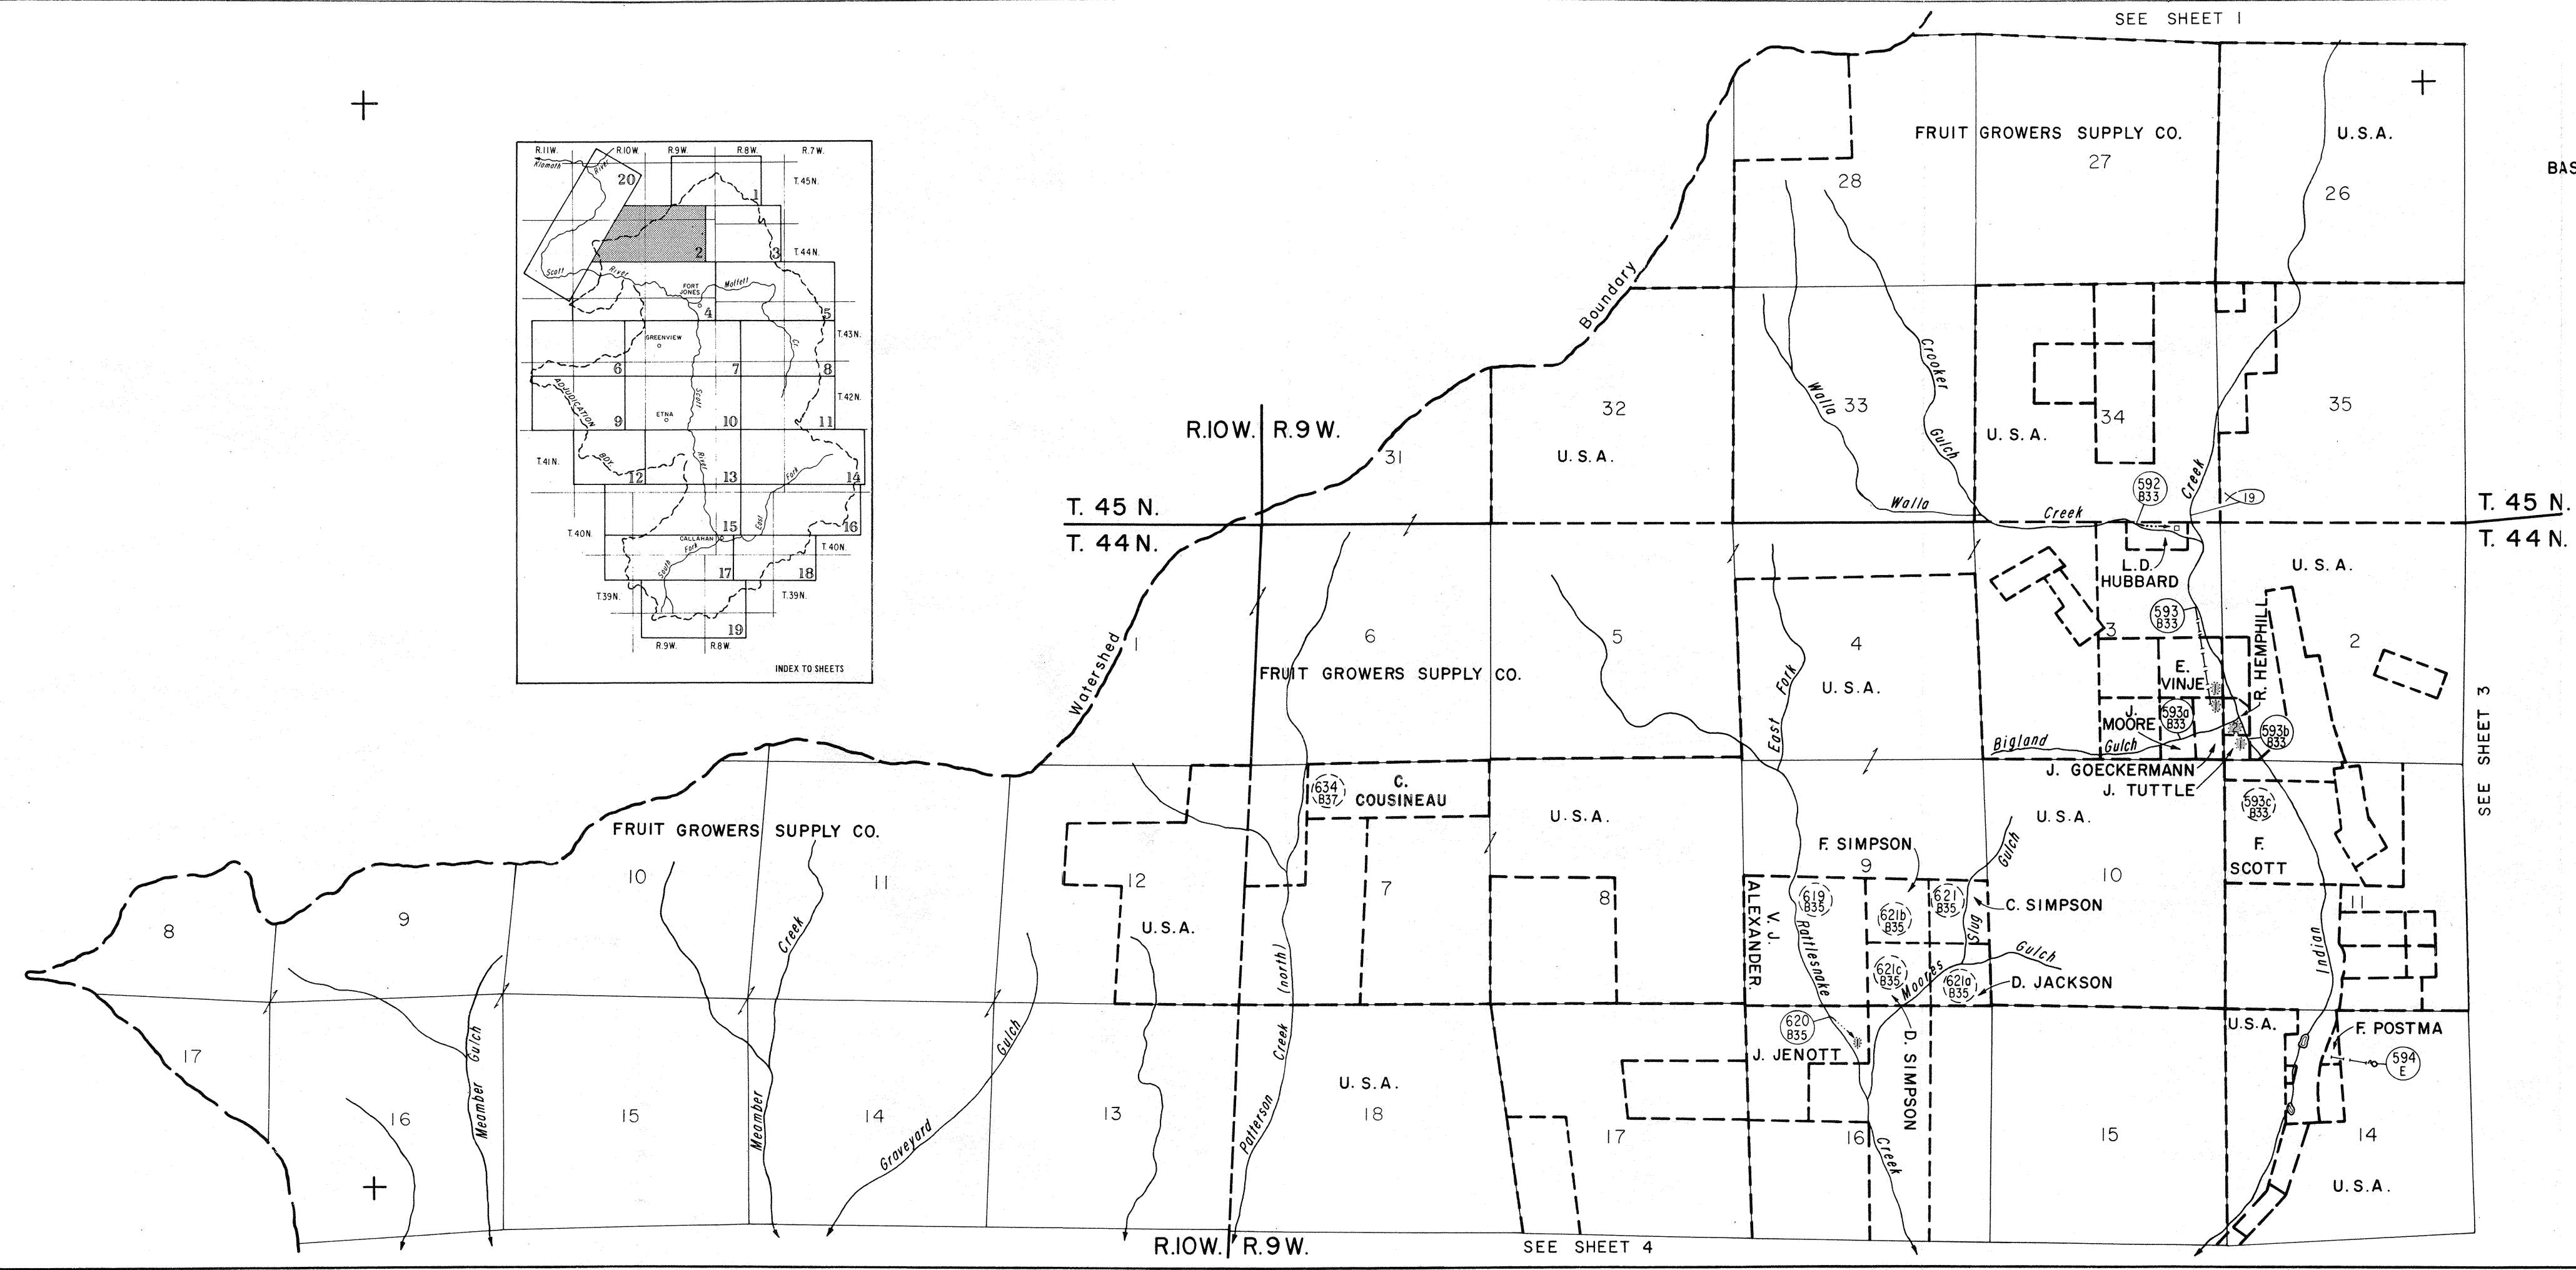 SEE SHEET 1
R.11W.
R.10W.
R.9W.
R.8W.
R.7W.
Klamath
River
20
1
T.45N.
2
3
T.44N.
Scott
River
FORT
JONES
Moffett
4
5
T.43N.
GREENVIEW
Cr.
6
7
8
ADJUDICATION
Scott
T.42N.
ETNA
9
10
11
T.41N.
BDY.
River
Fork
12
13
14
East
15
16
T.40N.
CALLAHAN
Fork
South
T.40N.
17
18
T.39N.
T.39N.
19
R.9W.
R.8W.
INDEX TO SHEETS
FRUIT GROWERS SUPPLY CO.
27
U.S.A.
26
28
BAS
Boundary
32
U.S.A.
Walla
33
Crooker
Gulch
U.S.A.
34
35
R.10W.
R.9W.
31
T. 45 N.
T. 44 N.
Walla
Creek
592
B33
Creek
19
T. 45 N.
T. 44 N.
L.D.
HUBBARD
U.S.A.
Watershed
1
6
FRUIT GROWERS SUPPLY CO.
5
4
U.S.A.
East
Fork
3
593
B33
E.
VINJE
R. HEMPHILL
2
J.
MOORE
593a
B33
2
593b
B33
Bigland
Gulch
J. GOECKERMANN
J. TUTTLE
SEE SHEET 3
FRUIT GROWERS SUPPLY CO.
634
B37
C.
COUSINEAU
U.S.A.
U.S.A.
593c
B33
F.
SCOTT
8
9
10
11
12
U.S.A.
7
8
F. SIMPSON
9
Gulch
10
11
V. J.
ALEXANDER.
619
B35
621b
B35
621
B35
C. SIMPSON
Slug
Gulch
Rattlesnake
621c
B35
Moores
621a
B35
D. JACKSON
Indian
17
16
Meamber
Gulch
15
Meamber
Creek
14
Graveyard
Gulch
13
Patterson
Creek
(north)
U.S.A.
18
17
620
B35
J. JENOTT
16
Creek
D. SIMPSON
15
U.S.A.
F. POSTMA
594
E
14
U.S.A.
R.10W.
R.9W.
SEE SHEET 4